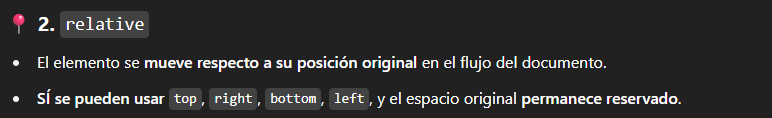 2. relative
El elemento se mueve respecto a su posición original en el flujo del documento.
SÍ se pueden usar top, right, bottom, left, y el espacio original permanece reservado.